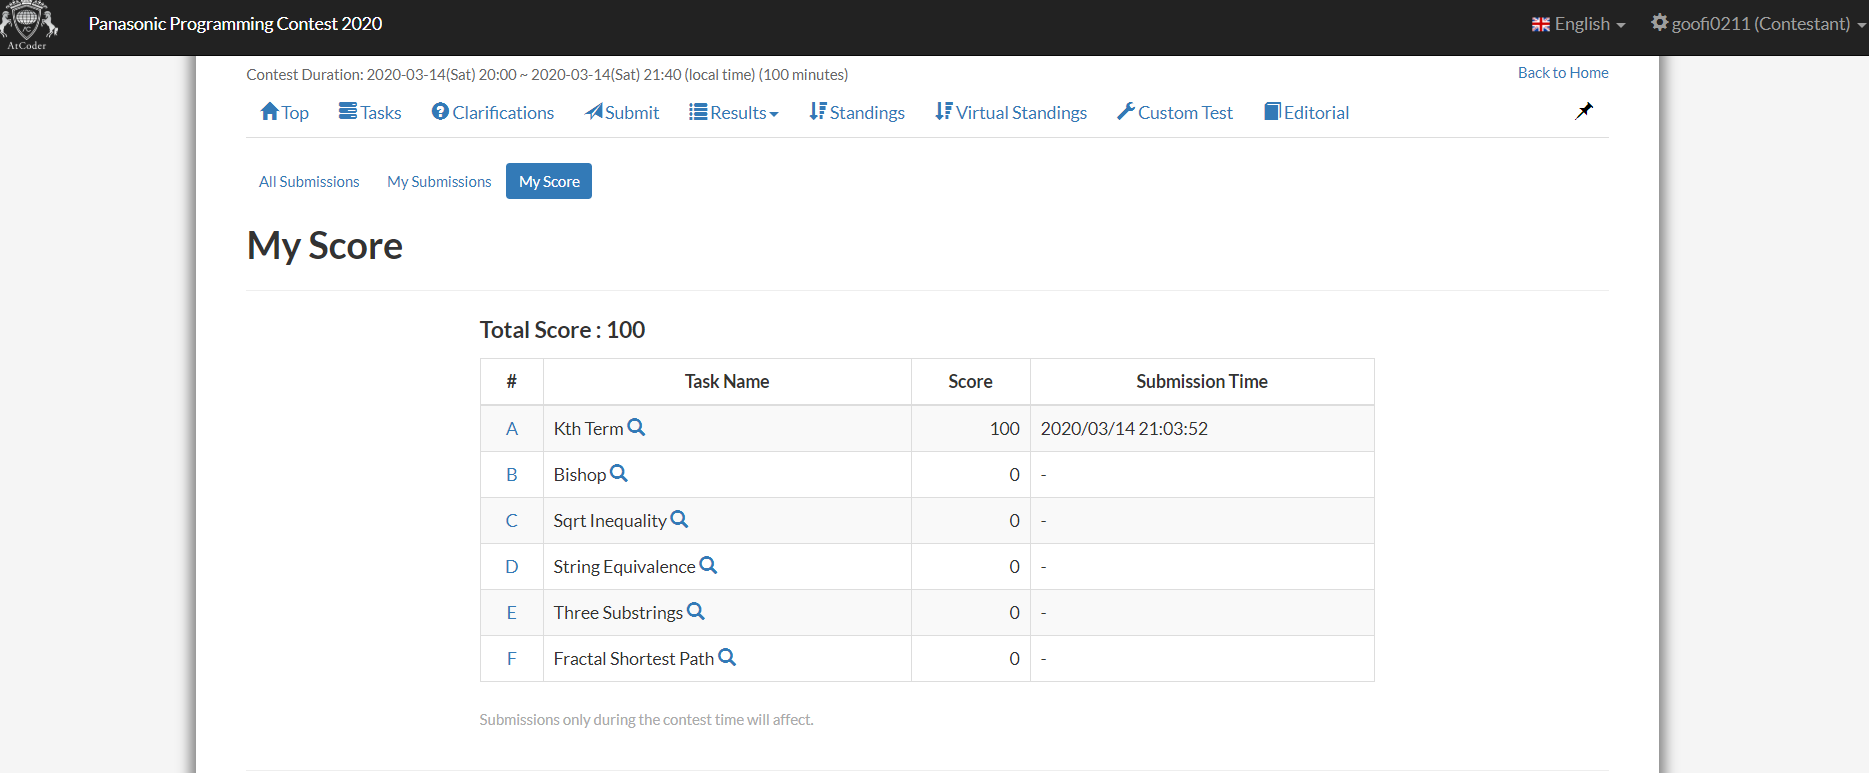 AtCoder
Panasonic Programming Contest 2020
English
goofi0211 (Contestant)
Contest Duration: 2020-03-14(Sat) 20:00 ~ 2020-03-14(Sat) 21:40 (local time) (100 minutes)
Back to Home
Top Tasks Clarifications Submit Results Standings Virtual Standings Custom Test Editorial
All Submissions My Submissions My Score
My Score
Total Score : 100
# Task Name Score Submission Time
A Kth Term 100 2020/03/14 21:03:52
B Bishop 0 -
C Sqrt Inequality 0 -
D String Equivalence 0 -
E Three Substrings 0 -
F Fractal Shortest Path 0 -
Submissions only during the contest time will affect.